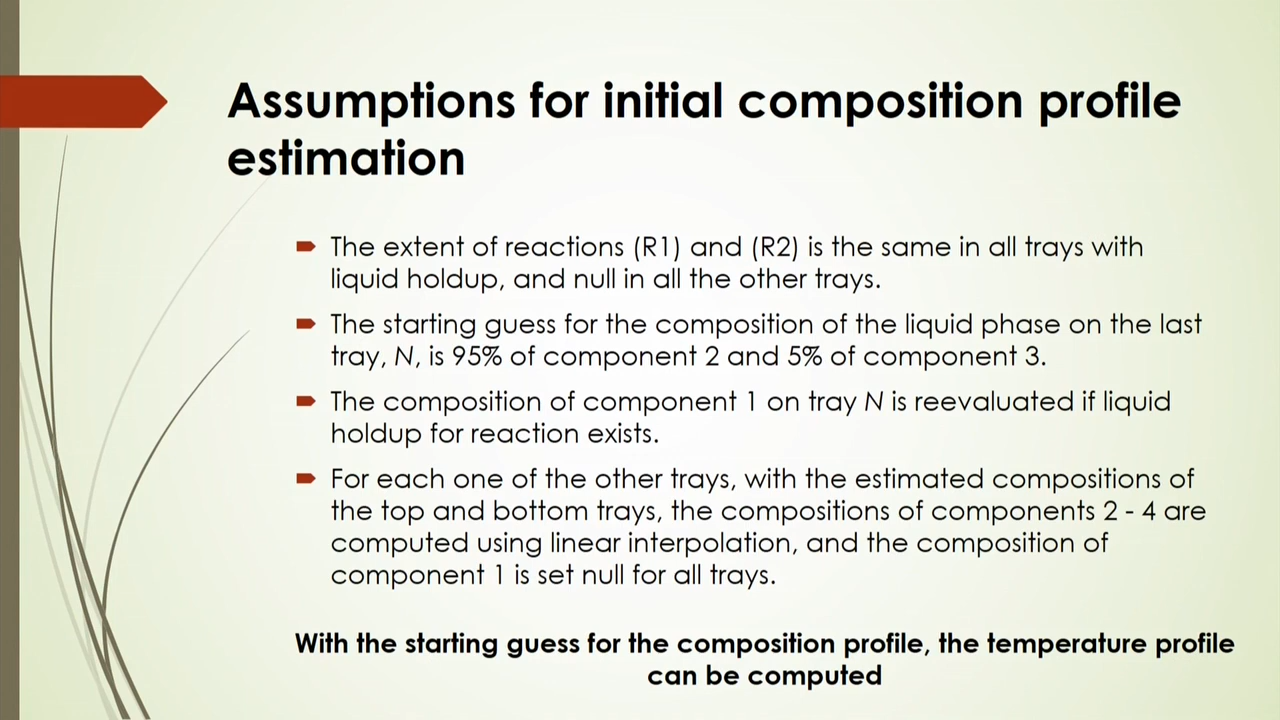 Assumptions for initial composition profile
estimation
The extent of reactions (R1) and (R2) is the same in all trays with
liquid holdup, and null in all the other trays.
The starting guess for the composition of the liquid phase on the last
tray, N, is 95% of component 2 and 5% of component 3.
The composition of component 1 on tray N is reevaluated if liquid
holdup for reaction exists.
For each one of the other trays, with the estimated compositions of
the top and bottom trays, the compositions of components 2 - 4 are
computed using linear interpolation, and the composition of
component 1 is set null for all trays.
With the starting guess for the composition profile, the temperature profile
can be computed